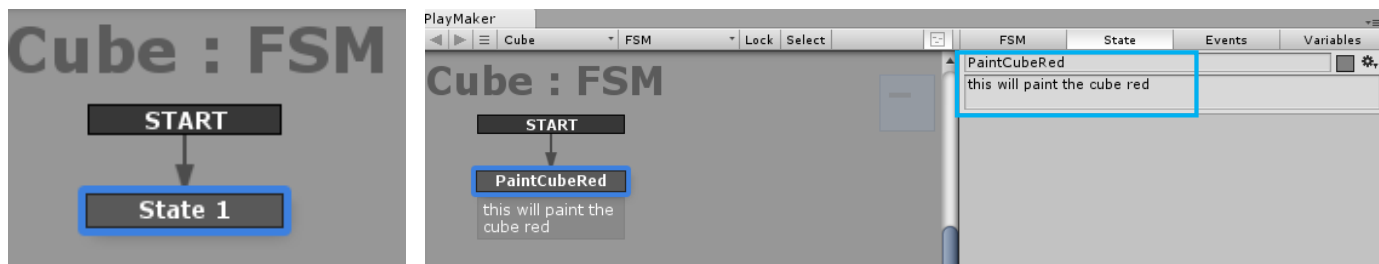 Cube : FSM
START
State 1
PlayMaker
Cube FSM Lock Select FSM State Events Variables
Cube : FSM
START
PaintCubeRed
this will paint the
cube red
PaintCubeRed
this will paint the cube red